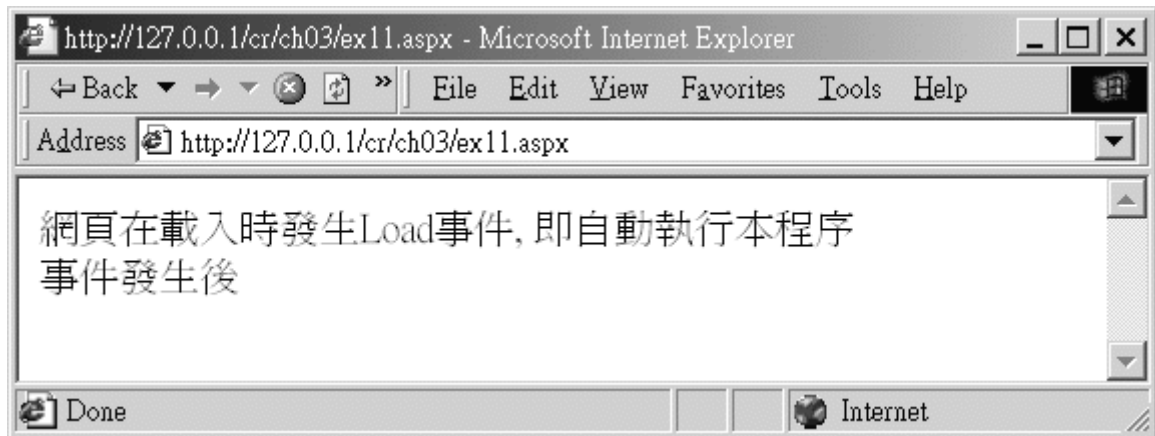 http://127.0.0.1/cr/ch03/ex11.aspx - Microsoft Internet Explorer
Back » Eile Edit View Favorites Tools Help
Address http://127.0.0.1/cr/ch03/ex11.aspx
網頁在載入時發生Load事件, 即自動執行本程序
事件發生後
Done Internet